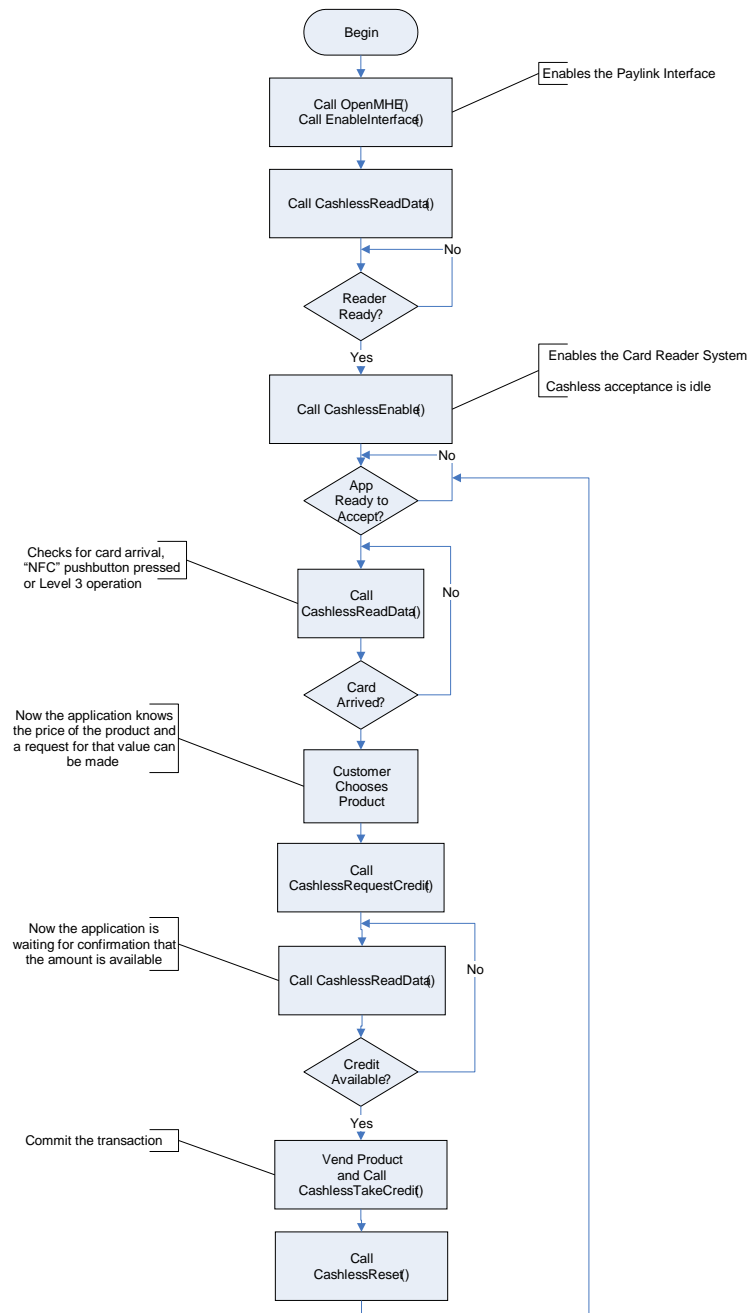 Begin
Enables the Paylink Interface
Call OpenMHE()
Call EnableInterface()
Call CashlessReadData()
No
Reader
Ready?
Yes
Enables the Card Reader System
Cashless acceptance is idle
Call CashlessEnable()
No
App
Ready to
Accept?
Checks for card arrival,
“NFC” pushbutton pressed
or Level 3 operation
No
Call
CashlessReadData()
Card
Arrived?
Now the application knows
the price of the product and
a request for that value can
be made
Customer
Chooses
Product
Call
CashlessRequestCredit()
Now the application is
waiting for confirmation that
the amount is available
No
Call CashlessReadData()
Credit
Available?
Yes
Commit the transaction
Vend Product
and Call
CashlessTakeCredit()
Call
CashlessReset()